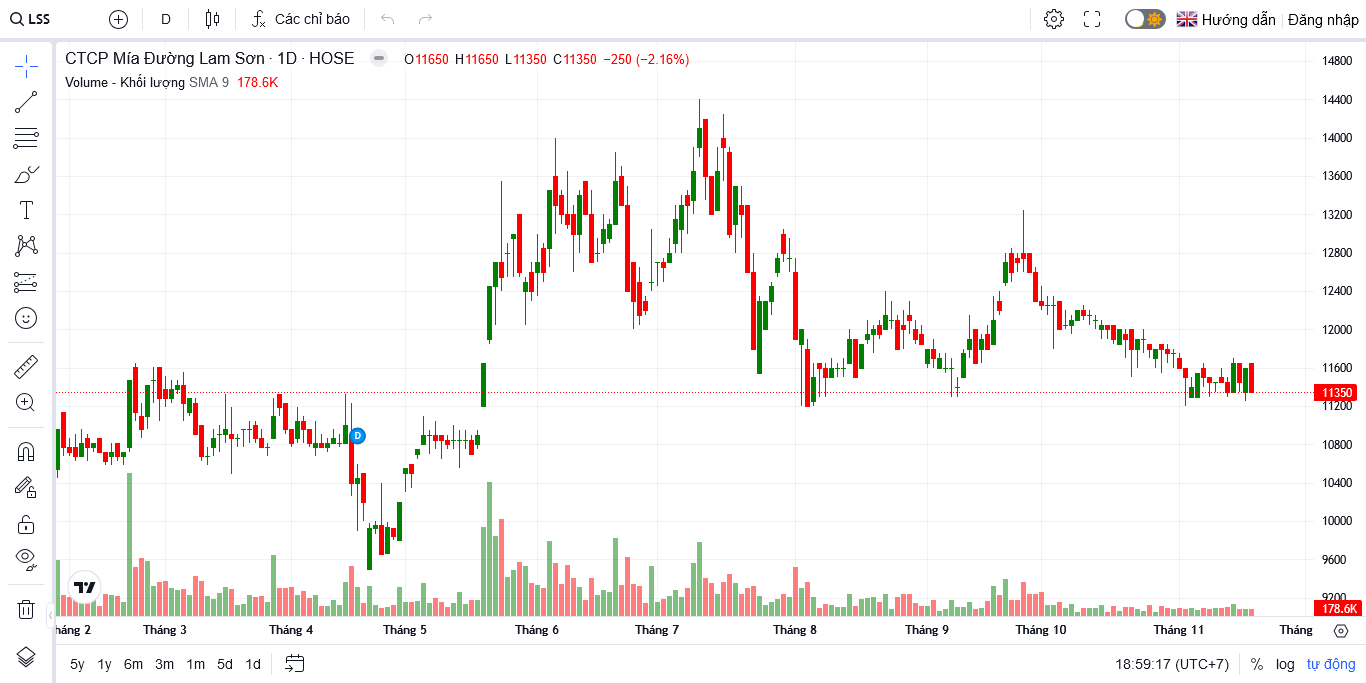 LSS D Các chỉ báo Hướng dẫn Đăng nhập
CTCP Mía Đường Lam Sơn · 1D · HOSE O11650 H11650 L11350 C11350 −250 (−2.16%)
Volume - Khối lượng SMA 9 178.6K
14800
14400
14000
13600
13200
12800
12400
12000
11600
11350
11200
10800
10400
10000
9600
9200
178.6K
D
T
háng 2 Tháng 3 Tháng 4 Tháng 5 Tháng 6 Tháng 7 Tháng 8 Tháng 9 Tháng 10 Tháng 11 Tháng
5y 1y 6m 3m 1m 5d 1d 18:59:17 (UTC+7) % log tự động